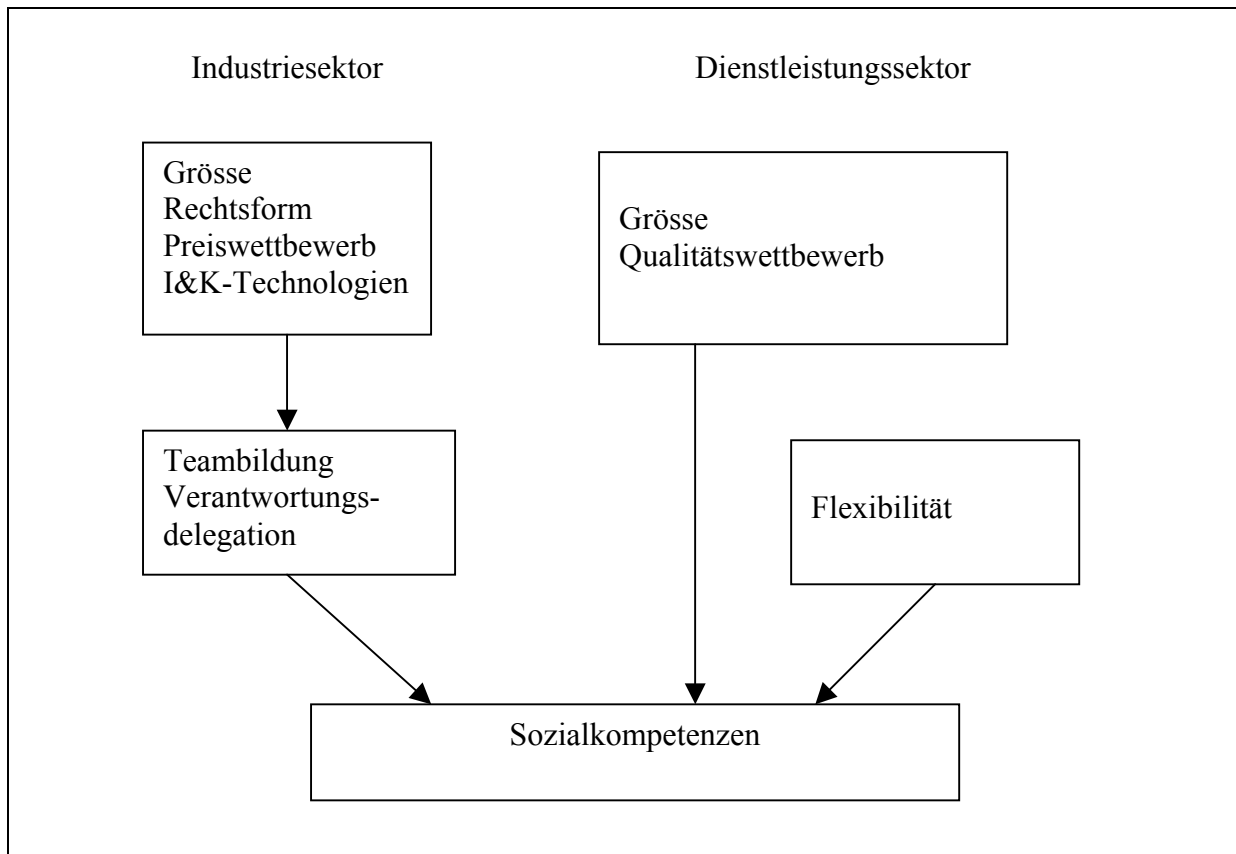 Industriesektor
Dienstleistungssektor
Grösse
Rechtsform
Preiswettbewerb
I&K-Technologien
Grösse
Qualitätswettbewerb
Teambildung
Verantwortungs-
delegation
Flexibilität
Sozialkompetenzen